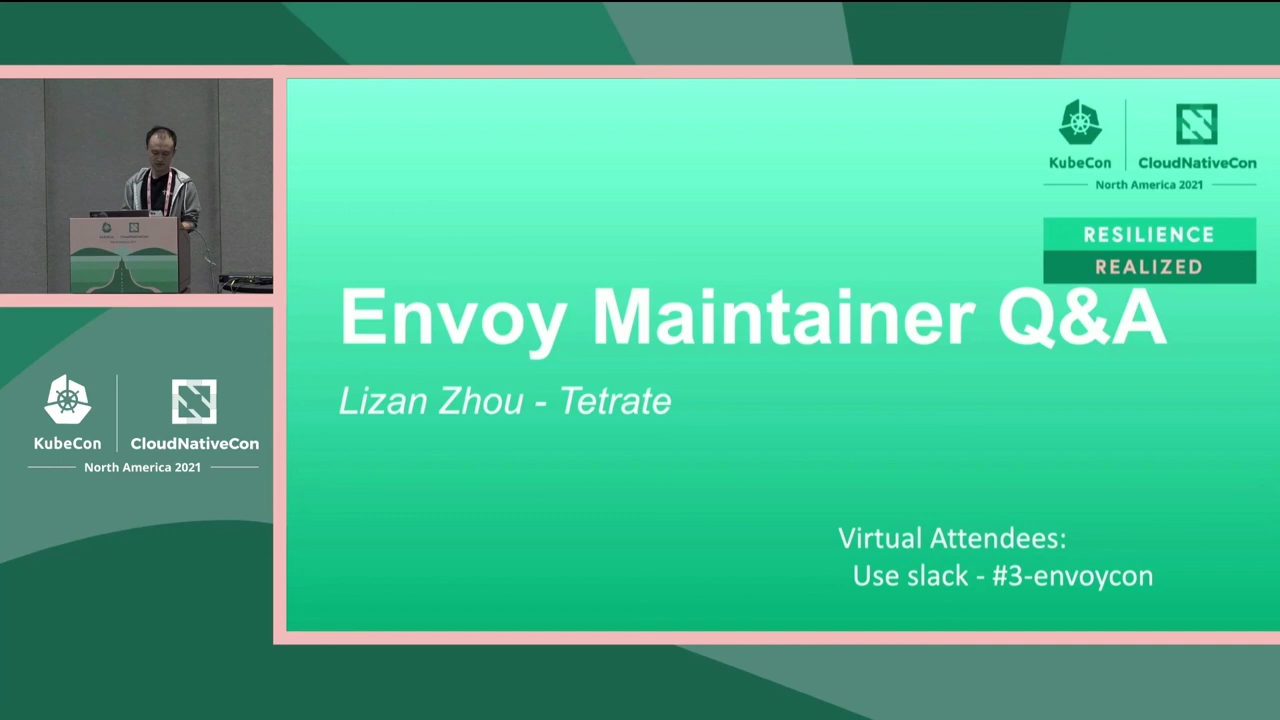 KubeCon
CloudNativeCon
North America 2021
RESILIENCE
REALIZED
Envoy Maintainer Q&A
Lizan Zhou - Tetrate
Virtual Attendees:
Use slack - #3-envoycon
KubeCon
CloudNativeCon
North America 2021